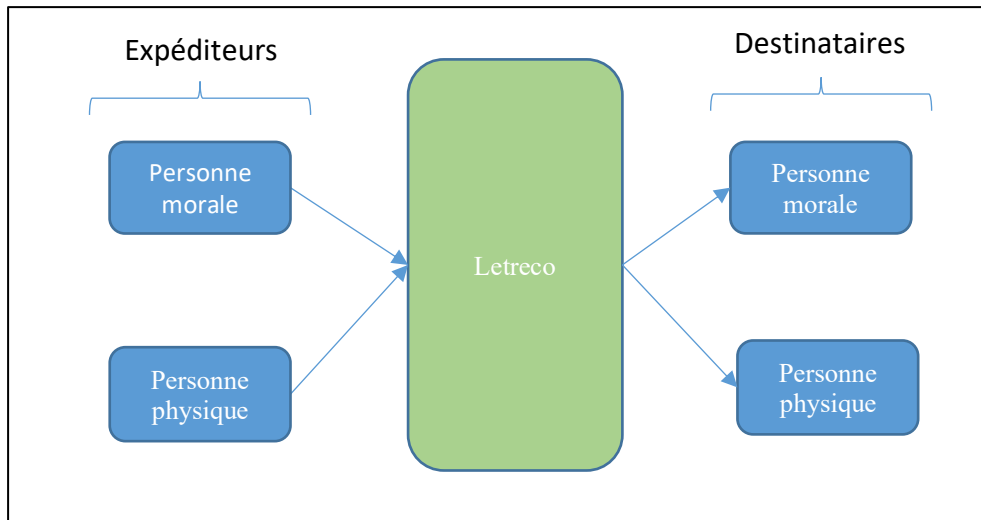 Expéditeurs
Destinataires
Personne
morale
Personne
morale
Letreco
Personne
physique
Personne
physique